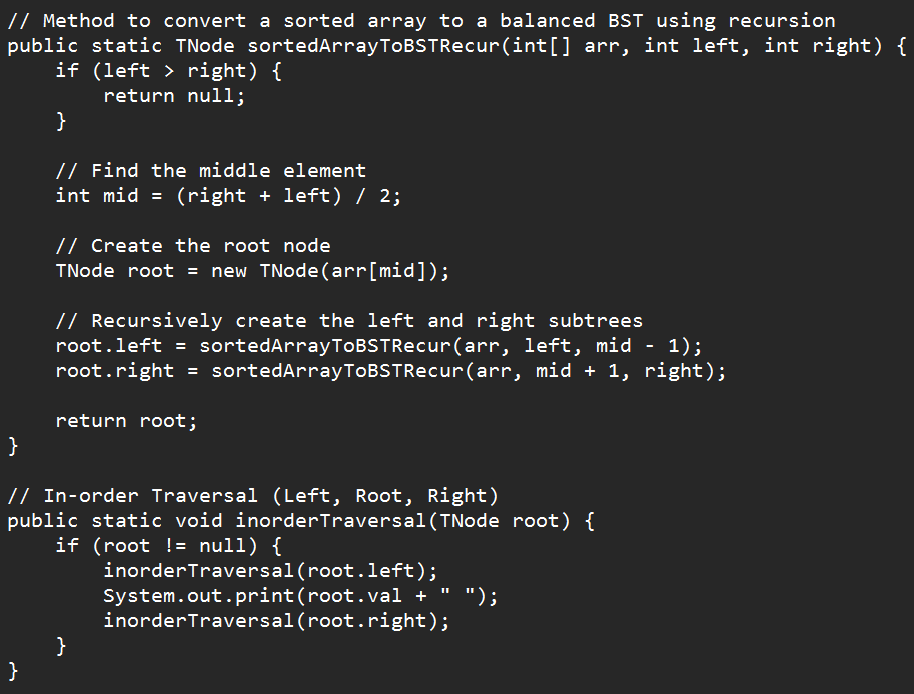 // Method to convert a sorted array to a balanced BST using recursion
public static TNode sortedArrayToBSTRecur(int[] arr, int left, int right) {
    if (left > right) {
        return null;
    }

    // Find the middle element
    int mid = (right + left) / 2;

    // Create the root node
    TNode root = new TNode(arr[mid]);

    // Recursively create the left and right subtrees
    root.left = sortedArrayToBSTRecur(arr, left, mid - 1);
    root.right = sortedArrayToBSTRecur(arr, mid + 1, right);

    return root;
}

// In-order Traversal (Left, Root, Right)
public static void inorderTraversal(TNode root) {
    if (root != null) {
        inorderTraversal(root.left);
        System.out.print(root.val + " ");
        inorderTraversal(root.right);
    }
}